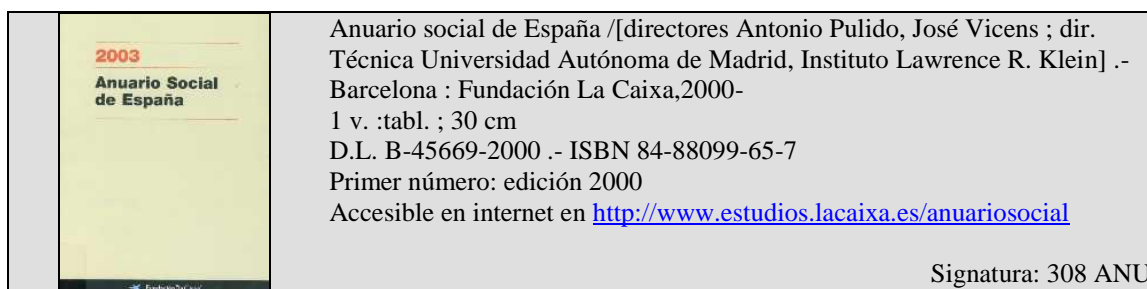 2003
Anuario Social
de España
Anuario social de España /[directores Antonio Pulido, José Vicens ; dir.
Técnica Universidad Autónoma de Madrid, Instituto Lawrence R. Klein] .-
Barcelona : Fundación La Caixa,2000-
1 v. :tabl. ; 30 cm
D.L. B-45669-2000 .- ISBN 84-88099-65-7
Primer número: edición 2000
Accesible en internet en http://www.estudios.lacaixa.es/anuariosocial
Signatura: 308 ANU